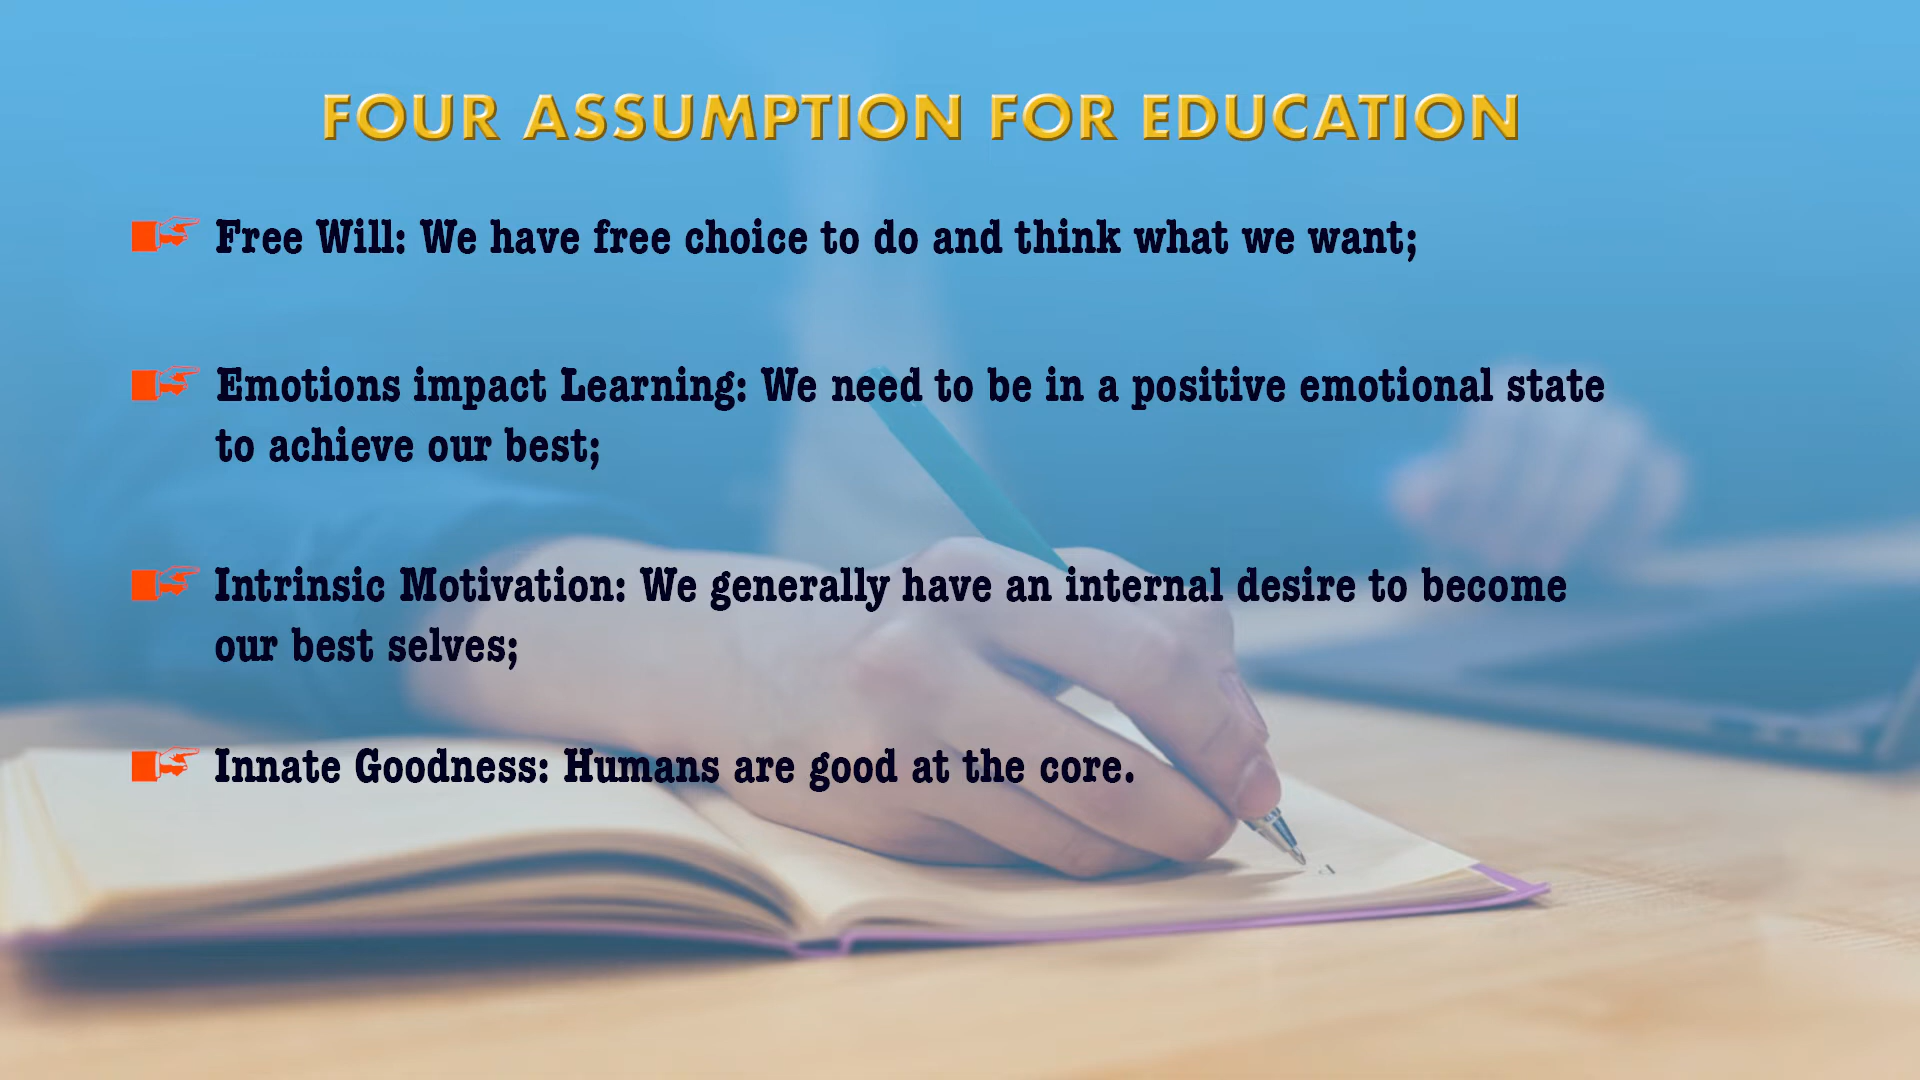 FOUR ASSUMPTION FOR EDUCATION
Free Will: We have free choice to do and think what we want;
Emotions impact Learning: We need to be in a positive emotional state
to achieve our best;
Intrinsic Motivation: We generally have an internal desire to become
our best selves;
Innate Goodness: Humans are good at the core.